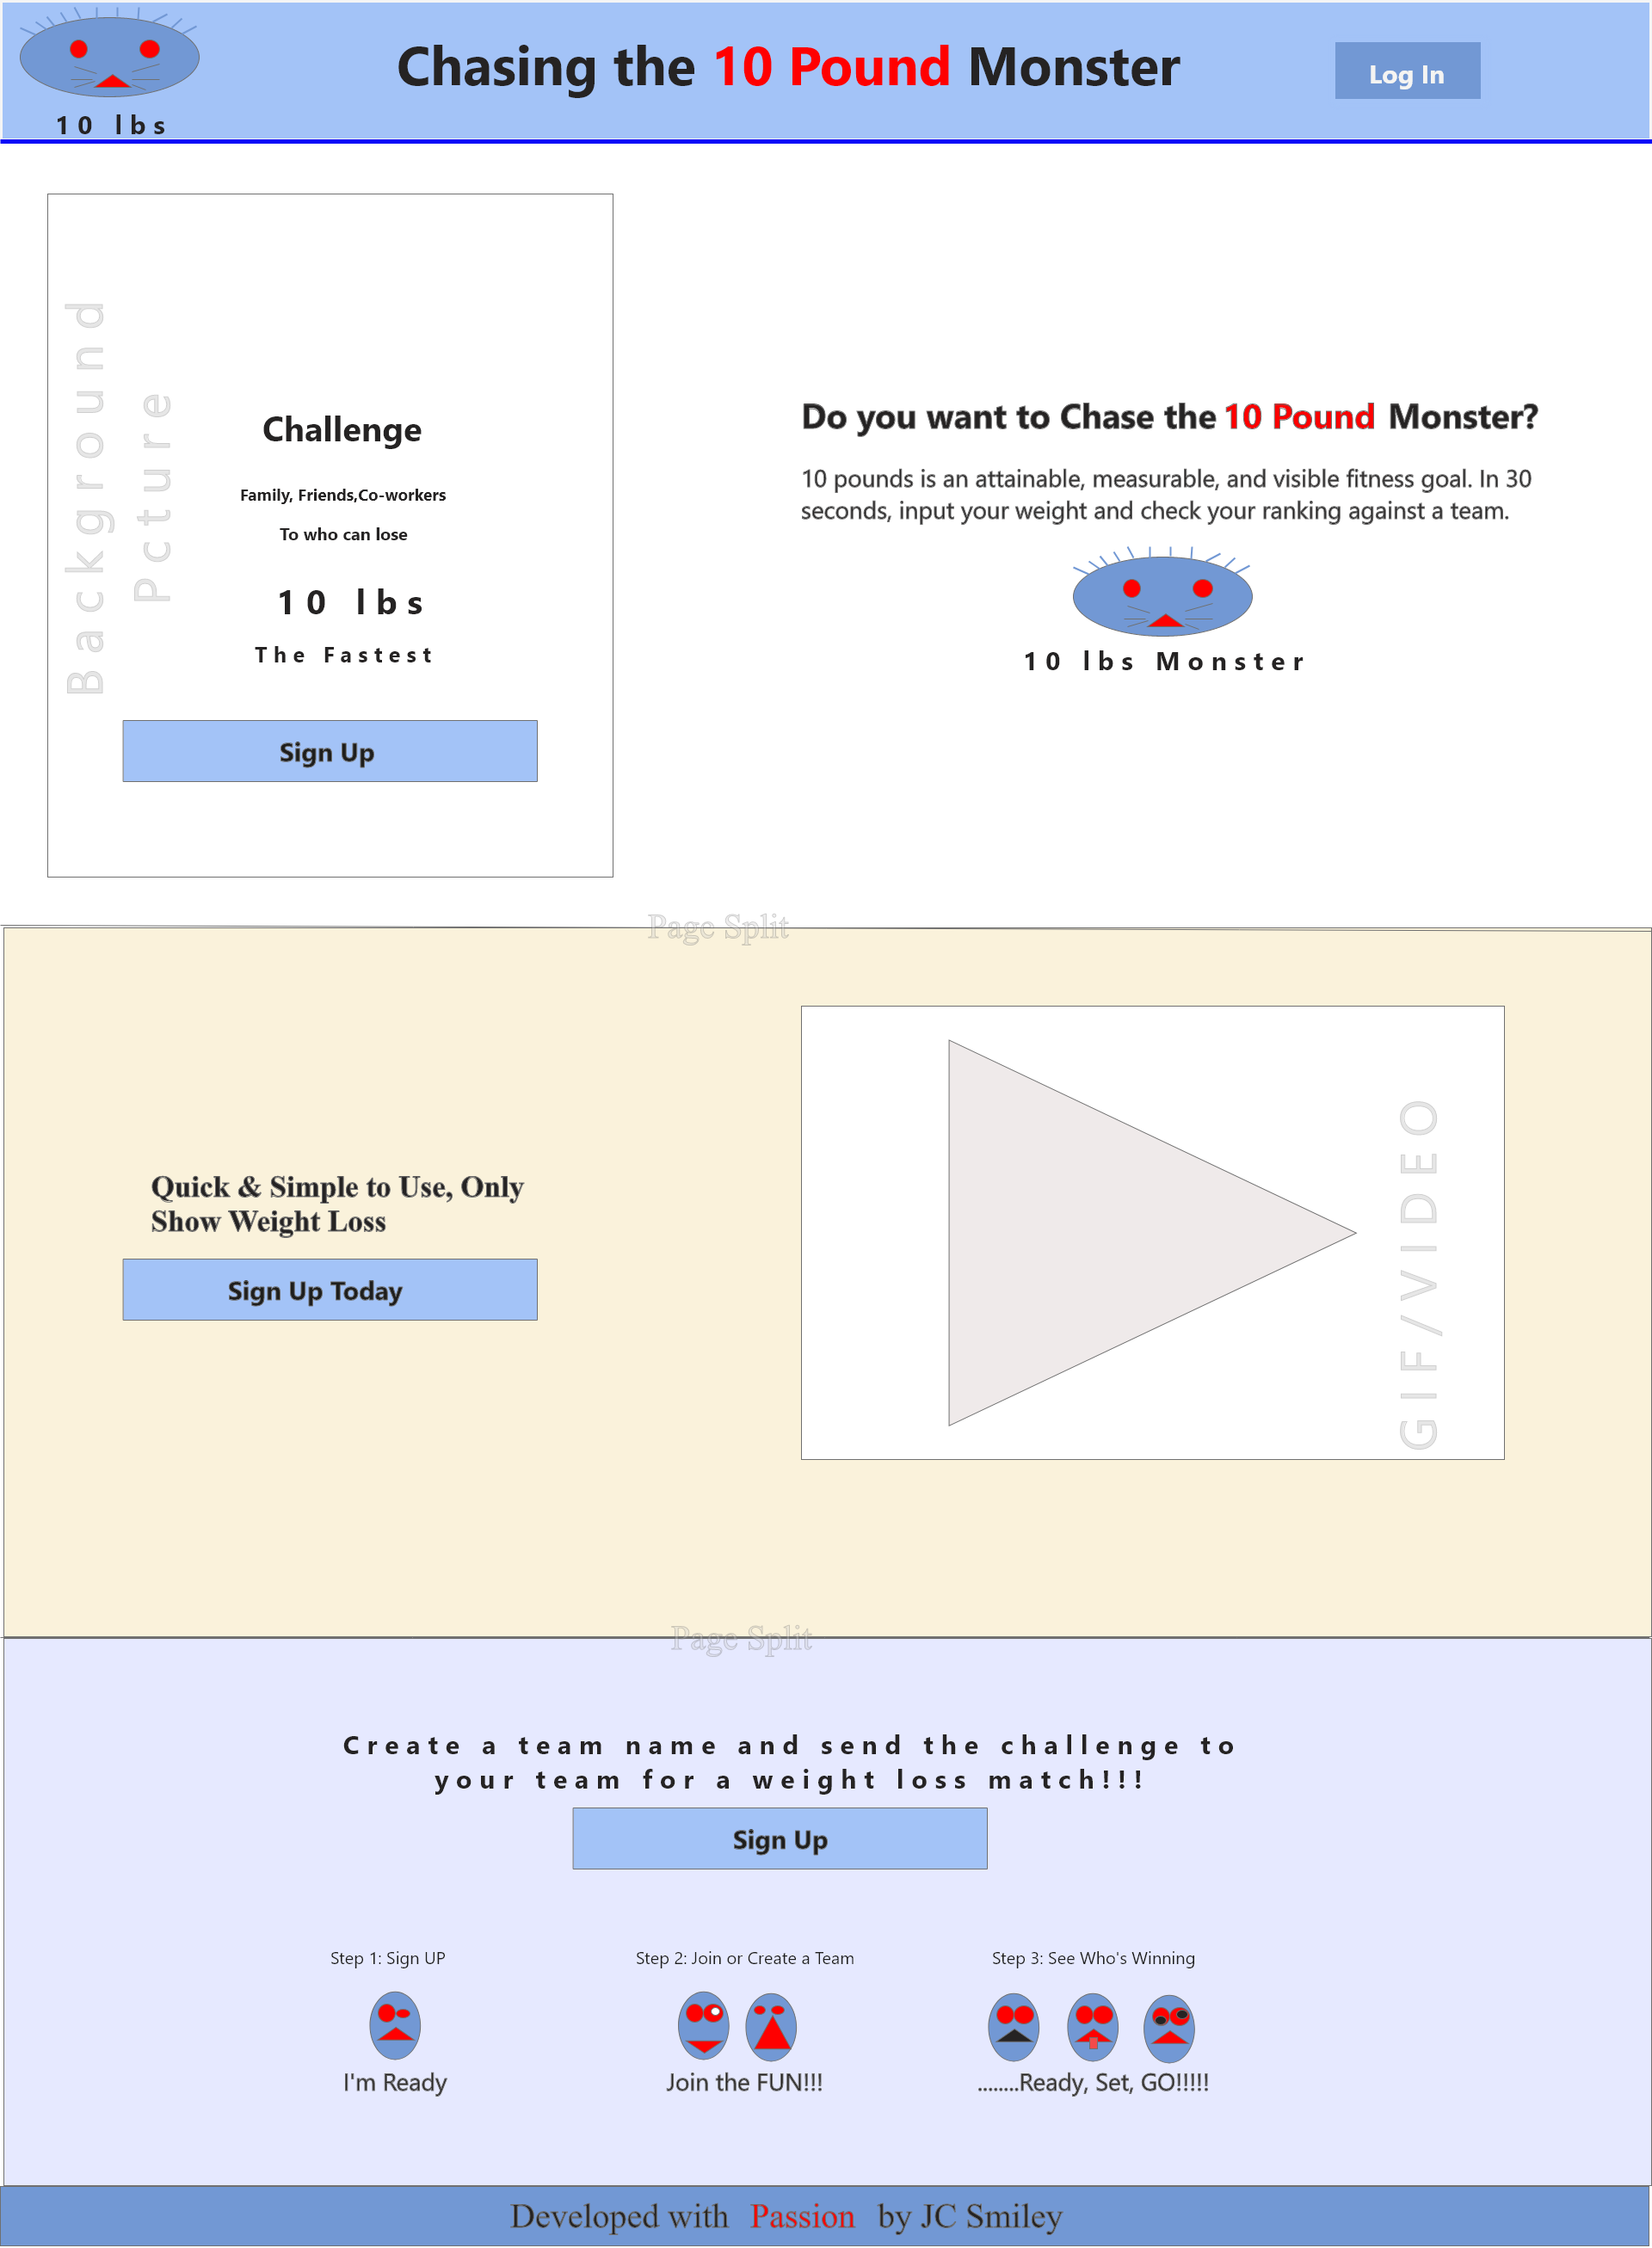 Chasing the 10 Pound Monster
Log In
10 lbs
Background
Pcture
Challenge
Family, Friends,Co-workers
To who can lose
10 lbs
The Fastest
Sign Up
Do you want to Chase the 10 Pound Monster?
10 pounds is an attainable, measurable, and visible fitness goal. In 30
seconds, input your weight and check your ranking against a team.
10 lbs Monster
Page Split
Quick & Simple to Use, Only
Show Weight Loss
Sign Up Today
GIF/VIDEO
Page Split
Create a team name and send the challenge to
your team for a weight loss match!!!
Sign Up
Step 1: Sign UP
I'm Ready
Step 2: Join or Create a Team
Join the FUN!!!
Step 3: See Who's Winning
........Ready, Set, GO!!!!!
Developed with Passion by JC Smiley